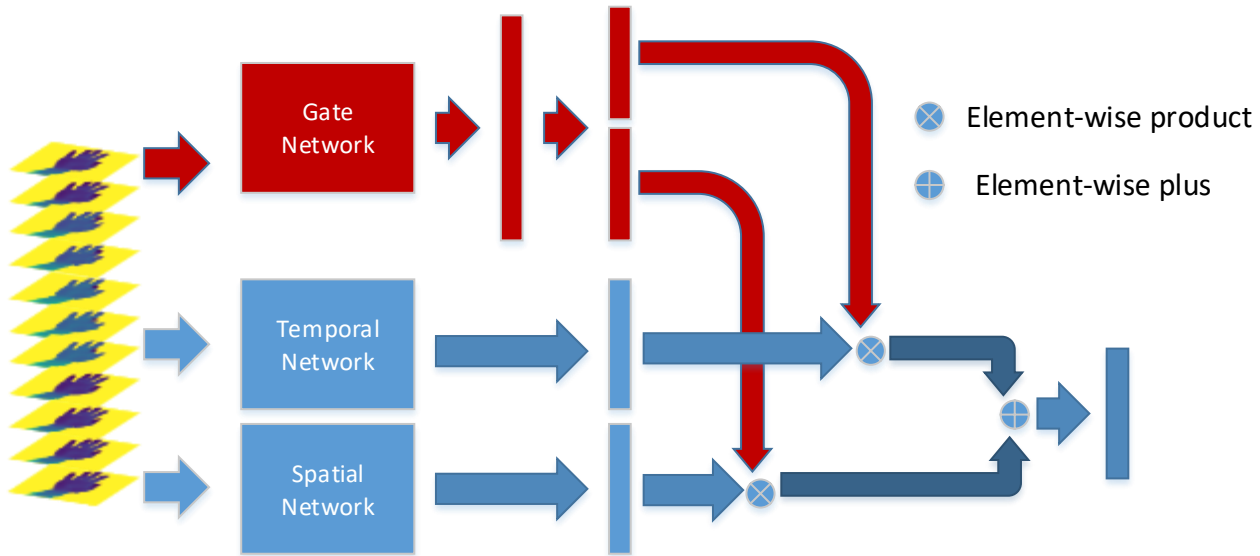 Gate
Network
Element-wise product
Element-wise plus
Temporal
Network
Spatial
Network